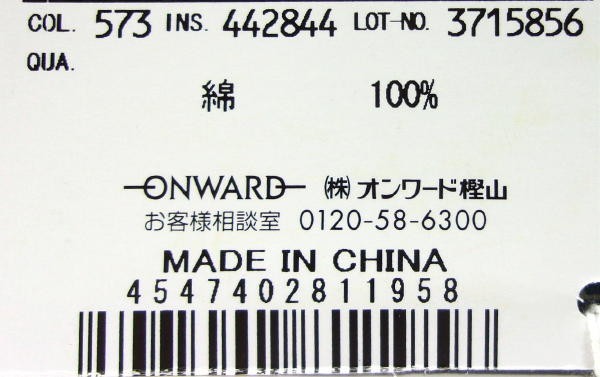 COL. 573 INS. 442844 LOT-NO. 3715856
QUA.
綿 100%
ONWARD ㈱オンワード樫山
お客様相談室 0120-58-6300
MADE IN CHINA
4547402811958